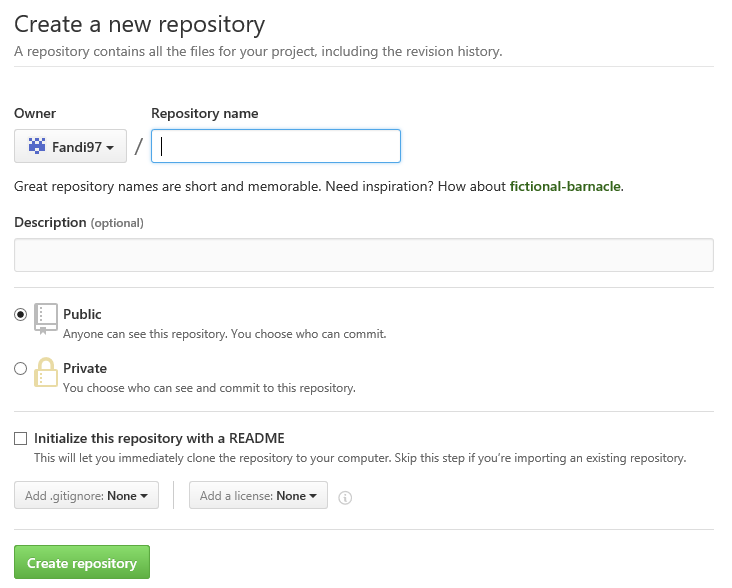 Create a new repository
A repository contains all the files for your project, including the revision history.
Owner
Repository name
Fandi97
/
Great repository names are short and memorable. Need inspiration? How about fictional-barnacle.
Description (optional)
Public
Anyone can see this repository. You choose who can commit.
Private
You choose who can see and commit to this repository.
Initialize this repository with a README
This will let you immediately clone the repository to your computer. Skip this step if you're importing an existing repository.
Add .gitignore: None
Add a license: None
Create repository